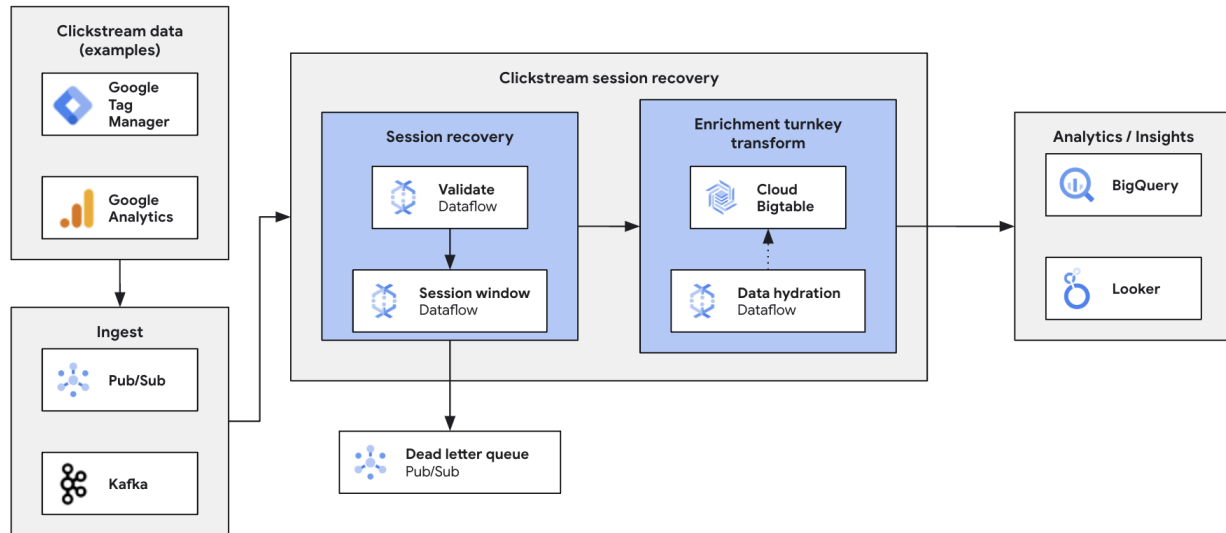 Clickstream data
(examples)
Google
Tag
Manager
Google
Analytics
Ingest
Pub/Sub
Kafka
Clickstream session recovery
Session recovery
Validate
Dataflow
Session window
Dataflow
Dead letter queue
Pub/Sub
Enrichment turnkey
transform
Cloud
Bigtable
Data hydration
Dataflow
Analytics / Insights
BigQuery
Looker